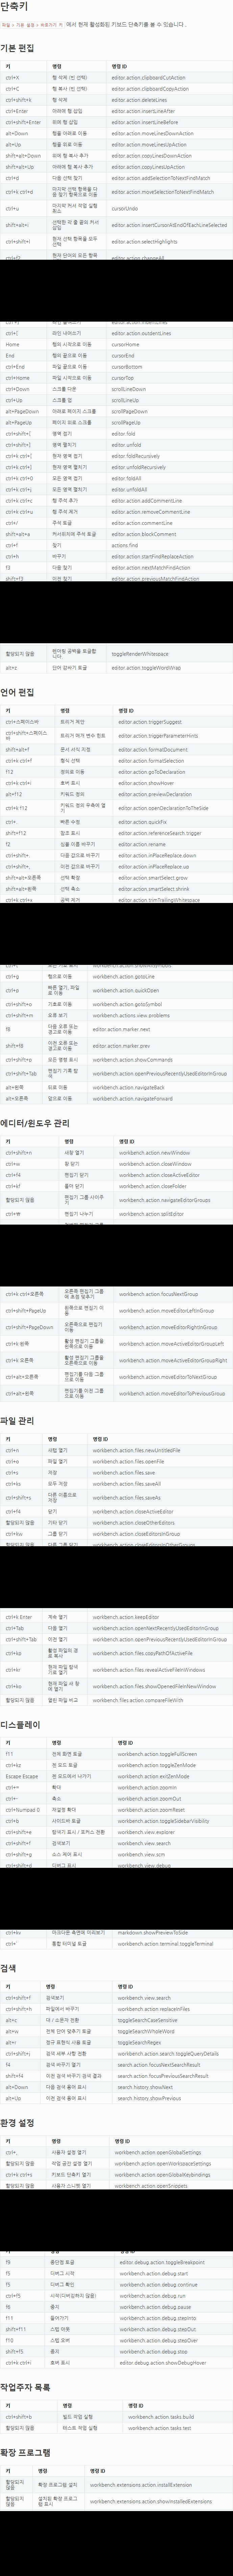 단축키
파일 > 기본 설정 > 바로가기 키 에서 현재 활성화된 키보드 단축키를 볼 수 있습니다 .
기본 편집
키 명령 명령 ID
ctrl+X 행 삭제 (빈 선택) editor.action.clipboardCutAction
ctrl+C 행 복사 (빈 선택) editor.action.clipboardCopyAction
ctrl+shift+k 행 삭제 editor.action.deleteLines
ctrl+Enter 아래에 행 삽입 editor.action.insertLineAfter
ctrl+shift+Enter 위에 행 삽입 editor.action.insertLineBefore
alt+Down 행을 아래로 이동 editor.action.moveLinesDownAction
alt+Up 행을 위로 이동 editor.action.moveLinesUpAction
shift+alt+Down 뒤에 행 복사 추가 editor.action.copyLinesDownAction
shift+alt+Up 아래에 행 복사 추가 editor.action.copyLinesUpAction
ctrl+d 다음 선택 찾기 editor.action.addSelectionToNextFindMatch
ctrl+k ctrl+d 마지막 선택 항목을 다음 찾기 항목으로 이동 editor.action.moveSelectionToNextFindMatch
ctrl+u 마지막 커서 작업 실행 취소 cursorUndo
shift+alt+i 선택한 각 줄 끝의 커서 삽입 editor.action.insertCursorAtEndOfEachLineSelected
ctrl+shift+l 현재 선택 항목을 모두 선택 editor.action.selectHighlights
ctrl+f2 현재 단어의 모든 항목 editor.action.changeAll
ctrl+[ 라인 내어쓰기 editor.action.outdentLines
Home 행의 시작으로 이동 cursorHome
End 행의 끝으로 이동 cursorEnd
ctrl+End 파일 끝으로 이동 cursorBottom
ctrl+Home 파일 시작으로 이동 cursorTop
ctrl+Down 스크롤 다운 scrollLineDown
ctrl+Up 스크롤 업 scrollLineUp
alt+PageDown 아래로 페이지 스크롤 scrollPageDown
alt+PageUp 페이지 위로 스크롤 scrollPageUp
ctrl+shift+[ 영역 접기 editor.fold
ctrl+shift+] 영역 펼치기 editor.unfold
ctrl+k ctrl+[ 현재 영역 접기 editor.foldRecursively
ctrl+k ctrl+] 현재 영역 펼치기 editor.unfoldRecursively
ctrl+k ctrl+0 모든 영역 접기 editor.foldAll
ctrl+k ctrl+j 모든 영역 펼치기 editor.unfoldAll
ctrl+k ctrl+c 행 주석 추가 editor.action.addCommentLine
ctrl+k ctrl+u 행 주석 제거 editor.action.removeCommentLine
ctrl+/ 주석 토글 editor.action.commentLine
shift+alt+a 커서위치에 주석 토글 editor.action.blockComment
ctrl+f 찾기 actions.find
ctrl+h 바꾸기 editor.action.startFindReplaceAction
f3 다음 찾기 editor.action.nextMatchFindAction
shift+f3 이전 찾기 editor.action.previousMatchFindAction
할당되지 않음 렌더링 공백을 토글합니다 toggleRenderWhitespace
alt+z 단어 감싸기 토글 editor.action.toggleWordWrap
언어 편집
키 명령 명령 ID
ctrl+스페이스바 트리거 제안 editor.action.triggerSuggest
ctrl+shift+스페이스바 트리거 매개 변수 힌트 editor.action.triggerParameterHints
shift+alt+f 문서 서식 지정 editor.action.formatDocument
ctrl+k ctrl+f 형식 선택 editor.action.formatSelection
f12 정의로 이동 editor.action.goToDeclaration
ctrl+k ctrl+i 호버 표시 editor.action.showHover
alt+f12 키워드 정의 editor.action.previewDeclaration
ctrl+k f12 키워드 정의 우측에 열기 editor.action.openDeclarationToTheSide
ctrl+. 빠른 수정 editor.action.quickFix
shift+f12 참조 표시 editor.action.referenceSearch.trigger
f2 심볼 이름 바꾸기 editor.action.rename
ctrl+shift+. 다음 값으로 바꾸기 editor.action.inPlaceReplace.down
ctrl+shift+, 이전 값으로 바꾸기 editor.action.inPlaceReplace.up
shift+alt+오른쪽 선택 확장 editor.action.smartSelect.grow
shift+alt+왼쪽 선택 축소 editor.action.smartSelect.shrink
ctrl+k ctrl+x 공백 제거 editor.action.trimTrailingWhitespace
ctrl+g 행으로 이동 workbench.action.gotoLine
ctrl+p 빠른 열기, 파일로 이동 workbench.action.quickOpen
ctrl+shift+o 기호로 이동 workbench.action.gotoSymbol
ctrl+shift+m 오류 보기 workbench.actions.view.problems
f8 다음 오류 또는 경고로 이동 editor.action.marker.next
shift+f8 이전 오류 또는 경고로 이동 editor.action.marker.prev
ctrl+shift+p 모든 명령 표시 workbench.action.showCommands
ctrl+shift+Tab 편집기 기록 탐색 workbench.action.openPreviousRecentlyUsedEditorInGroup
alt+왼쪽 뒤로 이동 workbench.action.navigateBack
alt+오른쪽 앞으로 이동 workbench.action.navigateForward
에디터/윈도우 관리
키 명령 명령 ID
ctrl+shift+n 새창 열기 workbench.action.newWindow
ctrl+w 창 닫기 workbench.action.closeWindow
ctrl+f4 편집기 닫기 workbench.action.closeActiveEditor
ctrl+kf 폴더 닫기 workbench.action.closeFolder
할당되지 않음 편집기 그룹 사이주기 workbench.action.navigateEditorGroups
ctrl+₩ 편집기 나누기 workbench.action.splitEditor
ctrl+k ctrl+오른쪽 오른쪽 편집기 그룹에 초점 맞추기 workbench.action.focusNextGroup
ctrl+shift+PageUp 왼쪽으로 편집기 이동 workbench.action.moveEditorLeftInGroup
ctrl+shift+PageDown 오른쪽으로 편집기 이동 workbench.action.moveEditorRightInGroup
ctrl+k 왼쪽 활성 편집기 그룹을 왼쪽으로 이동 workbench.action.moveActiveEditorGroupLeft
ctrl+k 오른쪽 활성 편집기 그룹을 오른쪽으로 이동 workbench.action.moveActiveEditorGroupRight
ctrl+alt+오른쪽 편집기를 다음 그룹으로 이동 workbench.action.moveEditorToNextGroup
ctrl+alt+왼쪽 편집기를 이전 그룹으로 이동 workbench.action.moveEditorToPreviousGroup
파일 관리
키 명령 명령 ID
ctrl+n 새탭 열기 workbench.action.files.newUntitledFile
ctrl+o 파일 열기 workbench.action.files.openFile
ctrl+s 저장 workbench.action.files.save
ctrl+ks 모두 저장 workbench.action.files.saveAll
ctrl+shift+s 다른 이름으로 저장 workbench.action.files.saveAs
ctrl+f4 닫기 workbench.action.closeActiveEditor
할당되지 않음 기타 닫기 workbench.action.closeOtherEditors
ctrl+kw 그룹 닫기 workbench.action.closeEditorsInGroup
할당되지 않음 다른 그룹 닫기 workbench.action.closeEditorsInOtherGroups
ctrl+k Enter 계속 열기 workbench.action.keepEditor
ctrl+Tab 다음 열기 workbench.action.openNextRecentlyUsedEditorInGroup
ctrl+shift+Tab 이전 열기 workbench.action.openPreviousRecentlyUsedEditorInGroup
ctrl+kp 활성 파일의 경로 복사 workbench.action.files.copyPathOfActiveFile
ctrl+kr 현재 파일 탐색기로 열기 workbench.action.files.revealActiveFileInWindows
ctrl+ko 현재 파일 새 창에 열기 workbench.action.files.showOpenedFileInNewWindow
할당되지 않음 열린 파일 비교 workbench.files.action.compareFileWith
디스플레이
키 명령 명령 ID
f11 전체 화면 토글 workbench.action.toggleFullScreen
ctrl+kz 젠 모드 토글 workbench.action.toggleZenMode
Escape Escape 젠 모드에서 나가기 workbench.action.exitZenMode
ctrl+= 확대 workbench.action.zoomIn
ctrl+- 축소 workbench.action.zoomOut
ctrl+Numpad 0 재설정 확대 workbench.action.zoomReset
ctrl+b 사이드바 토글 workbench.action.toggleSidebarVisibility
ctrl+shift+e 탐색기 표시 / 포커스 전환 workbench.view.explorer
ctrl+shift+f 검색보기 workbench.view.search
ctrl+shift+g 소스 제어 표시 workbench.view.scm
ctrl+shift+d 디버그 표시 workbench.view.debug
ctrl+kv 마크다운 측면에 미리보기 markdown.showPreviewToSide
ctrl+` 통합 터미널 토글 workbench.action.terminal.toggleTerminal
검색
키 명령 명령 ID
ctrl+shift+f 검색보기 workbench.view.search
ctrl+shift+h 파일에서 바꾸기 workbench.action.replaceInFiles
alt+c 대 / 소문자 전환 toggleSearchCaseSensitive
alt+w 전체 단어 맞추기 토글 toggleSearchWholeWord
alt+r 정규 표현식 사용 토글 toggleSearchRegex
ctrl+shift+j 검색 세부 사항 전환 workbench.action.search.toggleQueryDetails
f4 검색 바꾸기 열기 search.action.focusNextSearchResult
shift+f4 이전 검색 바꾸기 검색 결과 search.action.focusPreviousSearchResult
alt+Down 다음 검색 용어 표시 search.history.showNext
alt+Up 이전 검색 용어 표시 search.history.showPrevious
환경 설정
키 명령 명령 ID
ctrl+, 사용자 설정 열기 workbench.action.openGlobalSettings
할당되지 않음 작업 공간 설정 열기 workbench.action.openWorkspaceSettings
ctrl+k ctrl+s 키보드 단축키 열기 workbench.action.openGlobalKeybindings
할당되지 않음 사용자 스니펫 열기 workbench.action.openSnippets
f9 중단점 토글 editor.debug.action.toggleBreakpoint
f5 디버그 시작 workbench.action.debug.start
f5 디버그 확인 workbench.action.debug.continue
ctrl+f5 시작(디버깅하지 않음) workbench.action.debug.run
f6 중지 workbench.action.debug.pause
f11 들어가기 workbench.action.debug.stepInto
shift+f11 스텝 아웃 workbench.action.debug.stepOut
f10 스텝 오버 workbench.action.debug.stepOver
shift+f5 중지 workbench.action.debug.stop
ctrl+k ctrl+i 호버 표시 editor.debug.action.showDebugHover
작업주자 목록
키 명령 명령 ID
ctrl+shift+b 빌드 작업 실행 workbench.action.tasks.build
할당되지 않음 테스트 작업 실행 workbench.action.tasks.test
확장 프로그램
키 명령 명령 ID
할당되지 않음 확장 프로그램 설치 workbench.extensions.action.installExtension
할당되지 않음 설치된 확장 프로그램 표시 workbench.extensions.action.showInstalledExtensions